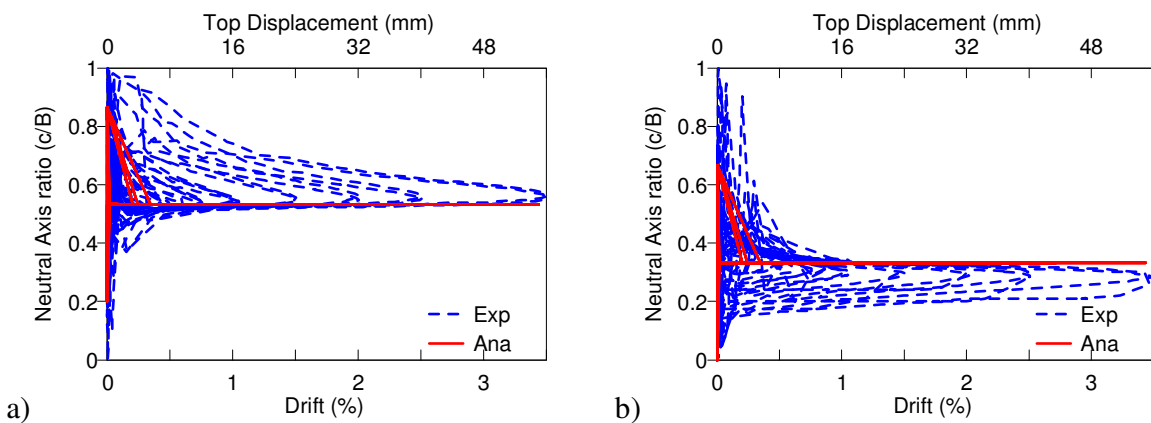 Top Displacement (mm)
0 16 32 48
1
0.8
0.6
0.4
0.2
0
Neutral Axis ratio (c/B)
Exp
Ana
0 1 2 3
Drift (%)
a)
Top Displacement (mm)
0 16 32 48
1
0.8
0.6
0.4
0.2
0
Neutral Axis ratio (c/B)
Exp
Ana
0 1 2 3
Drift (%)
b)